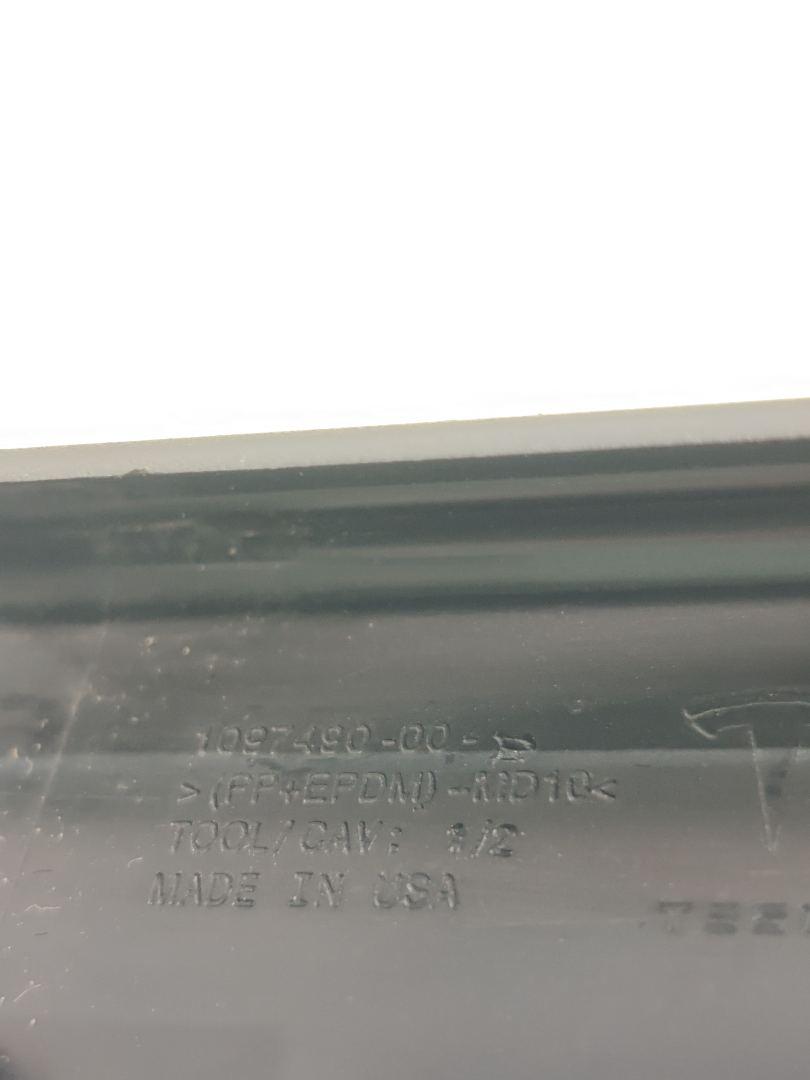 1097490-00-D
>(PP+EPDM)-MD10<
TOOL/CAV: 1/2
MADE IN USA